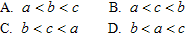 A. a < b < c B. a < c < b
C. b < c < a D. b < a < c